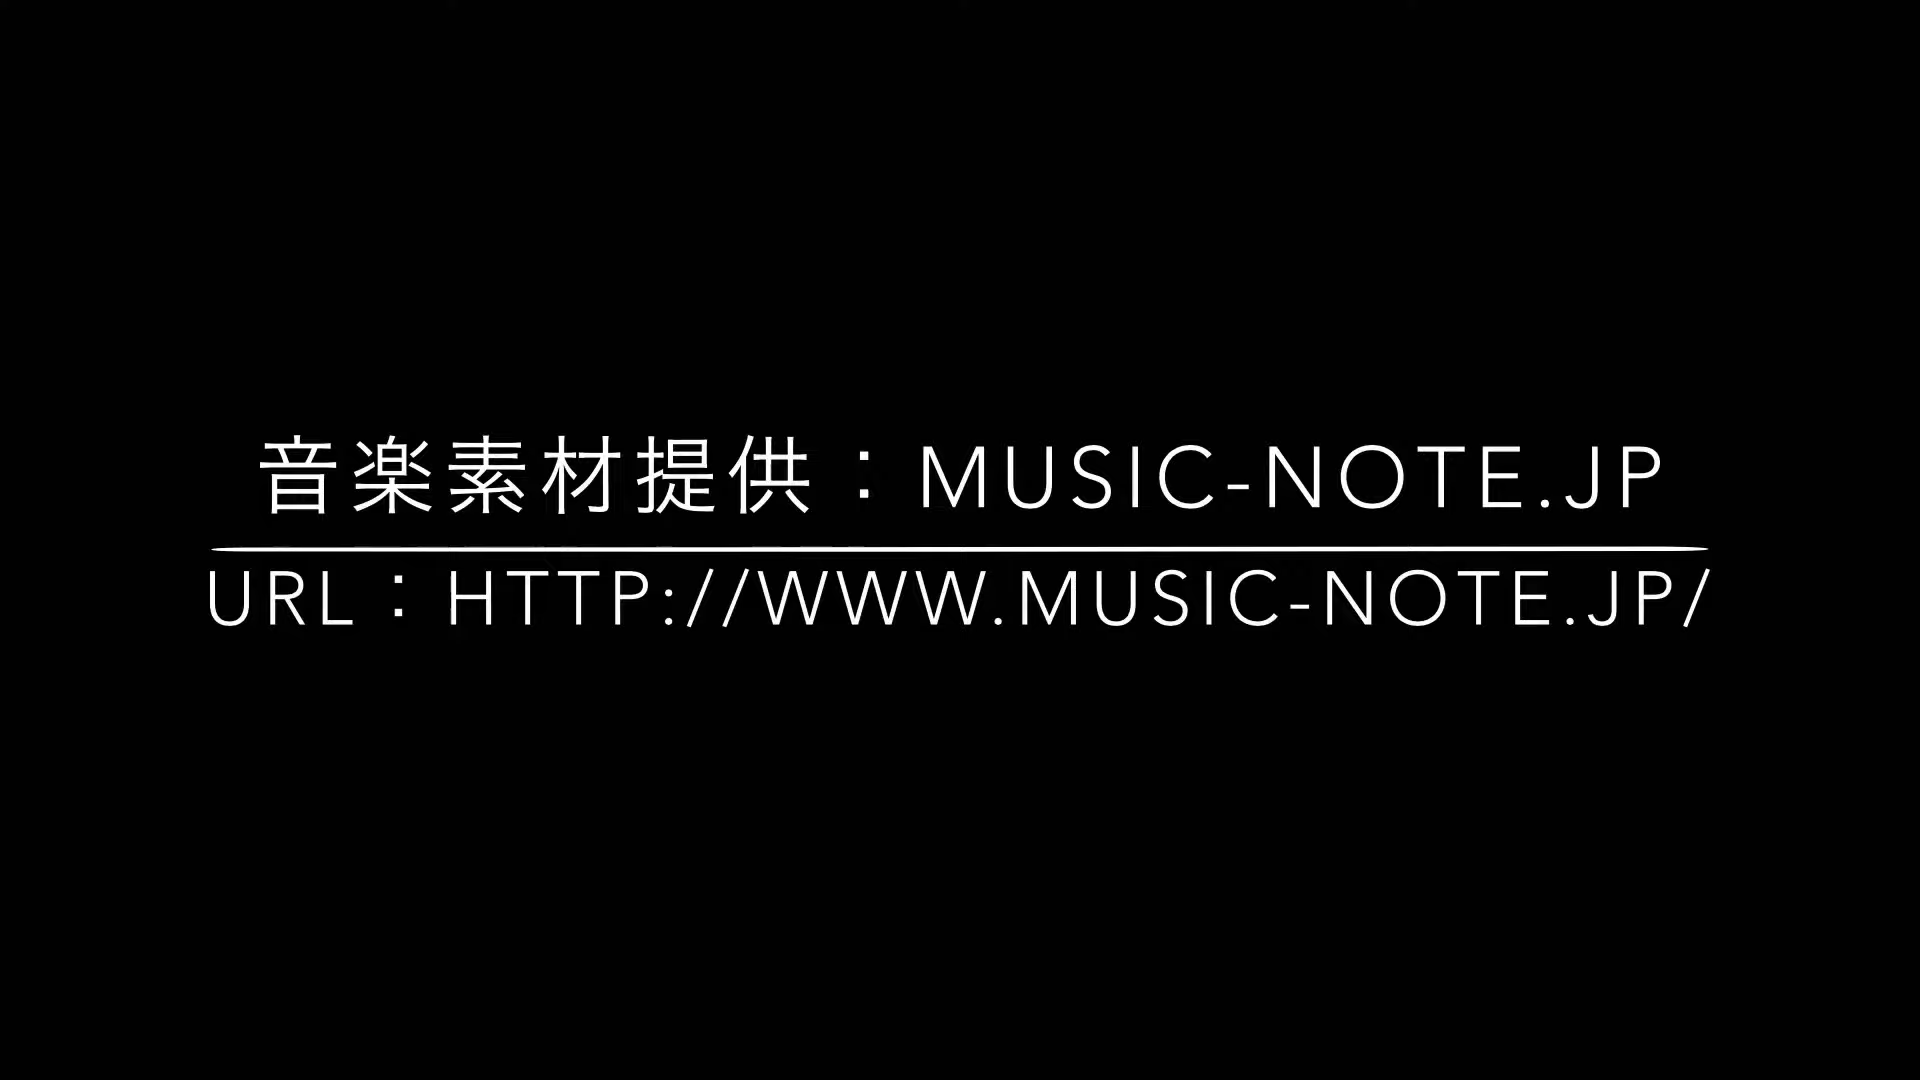 音楽素材提供：MUSIC-NOTE.JP
URL：HTTP://WWW.MUSIC-NOTE.JP/